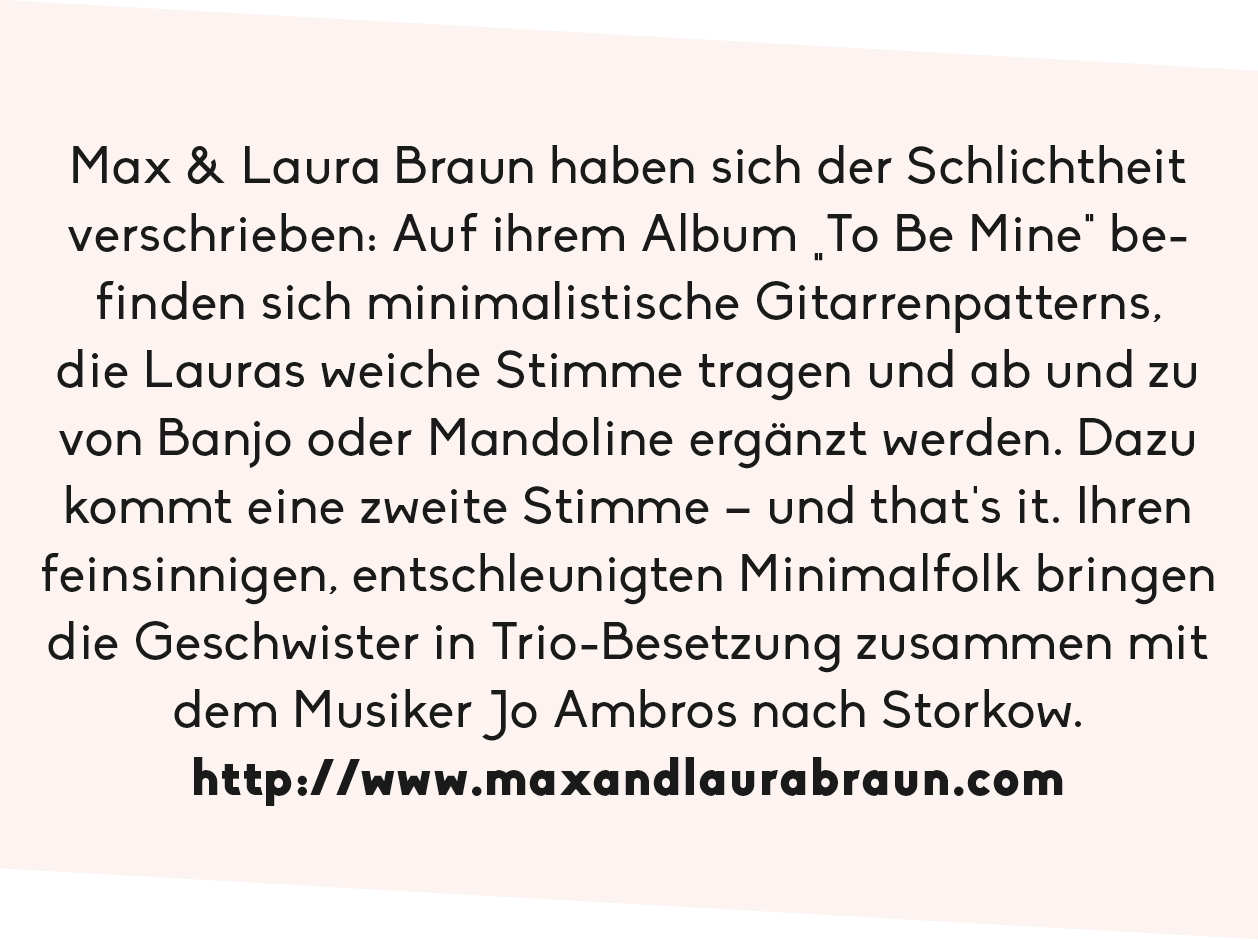 Max & Laura Braun haben sich der Schlichtheit
verschrieben: Auf ihrem Album „To Be Mine" be-
finden sich minimalistische Gitarrenpatterns,
die Lauras weiche Stimme tragen und ab und zu
von Banjo oder Mandoline ergänzt werden. Dazu
kommt eine zweite Stimme – und that's it. Ihren
feinsinnigen, entschleunigten Minimalfolk bringen
die Geschwister in Trio-Besetzung zusammen mit
dem Musiker Jo Ambros nach Storkow.
http://www.maxandlaurabraun.com